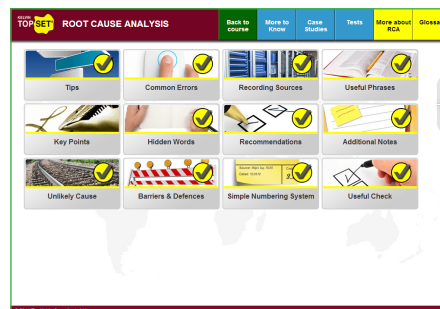 KELVIN
TOP-SET
ROOT CAUSE ANALYSIS
Back to
course
More to
Know
Case
Studies
Tests
More about
RCA
Glossa
Tips
Common Errors
Recording Sources
Useful Phrases
Key Points
Hidden Words
Recommendations
Additional Notes
Unlikely Cause
Barriers & Defences
Simple Numbering System
Useful Check